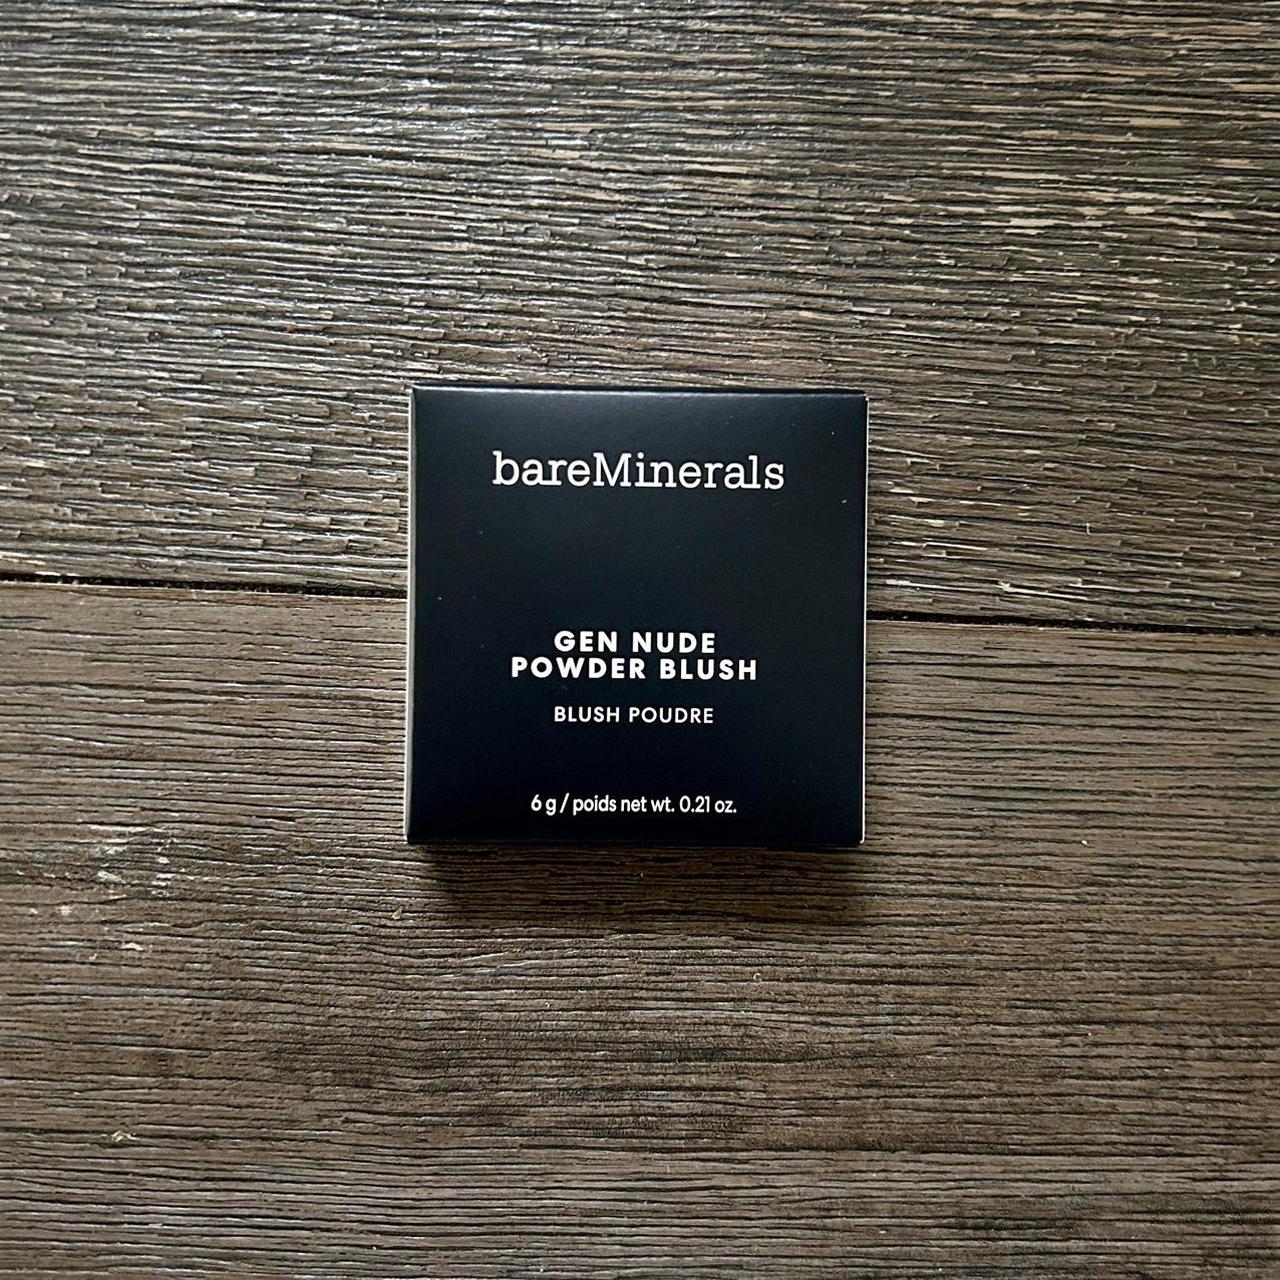 bareMinerals
GEN NUDE
POWDER BLUSH
BLUSH POUDRE
6 g / poids net wt. 0.21 oz.